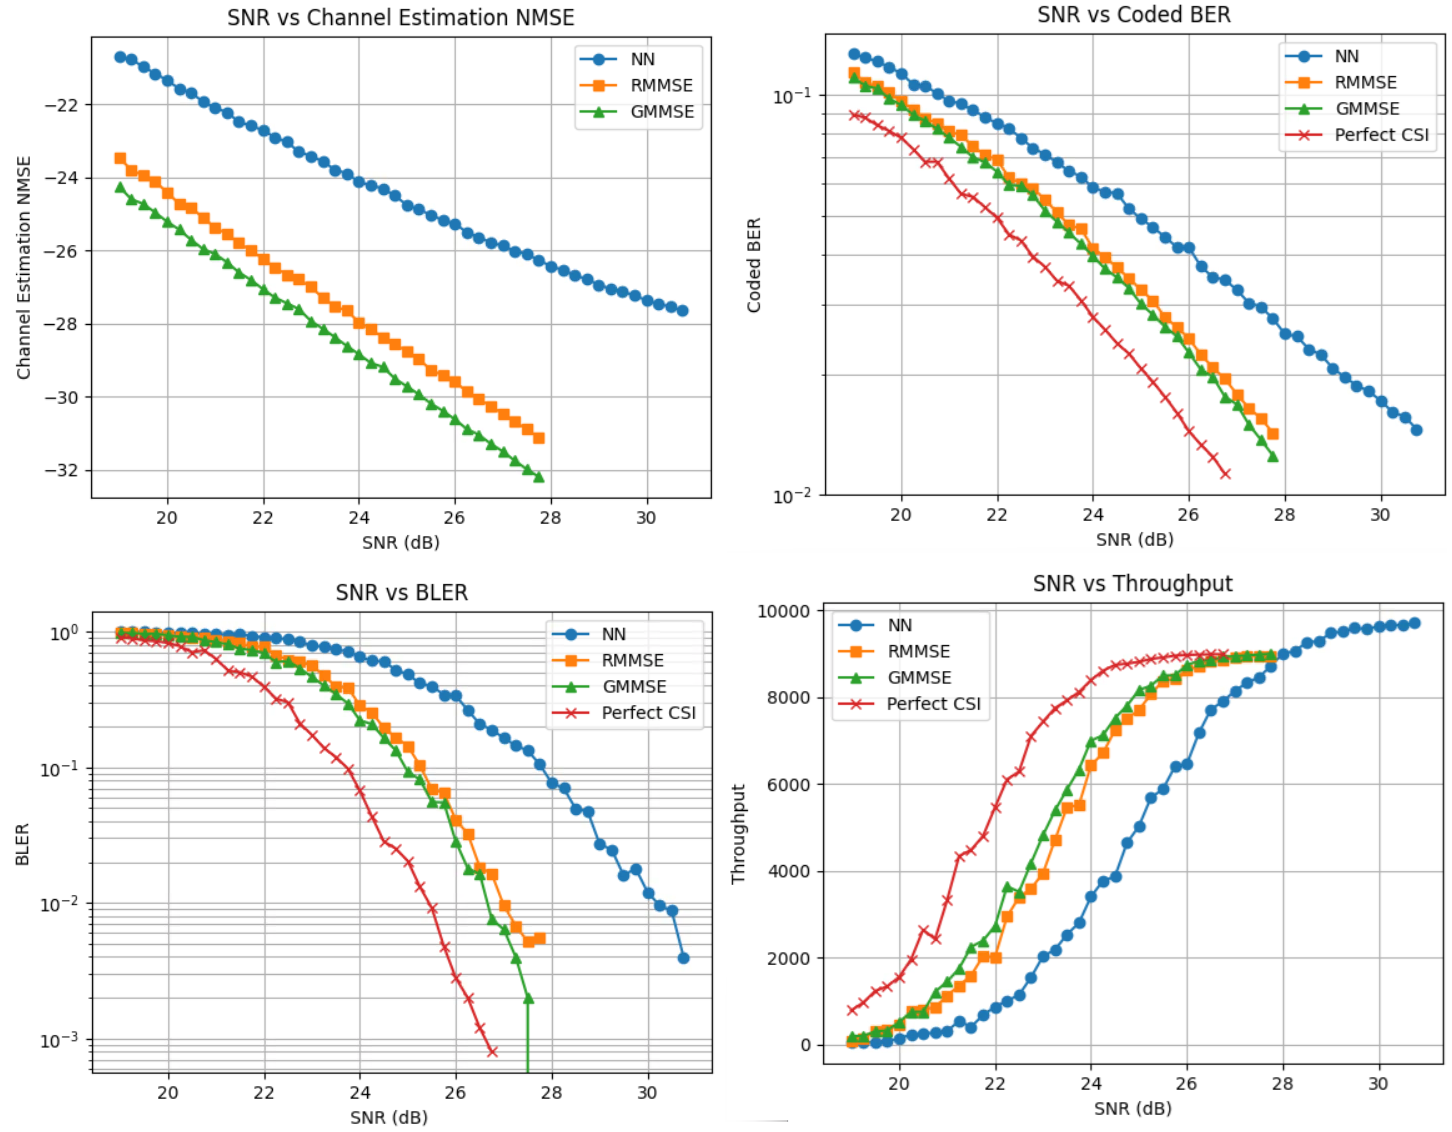 SNR vs Channel Estimation NMSE
NN
RMMSE
GMMSE
Channel Estimation NMSE
−22
−24
−26
−28
−30
−32
20 22 24 26 28 30
SNR (dB)
SNR vs Coded BER
NN
RMMSE
GMMSE
Perfect CSI
Coded BER
10⁻¹
10⁻²
20 22 24 26 28 30
SNR (dB)
SNR vs BLER
NN
RMMSE
GMMSE
Perfect CSI
BLER
10⁰
10⁻¹
10⁻²
10⁻³
20 22 24 26 28 30
SNR (dB)
SNR vs Throughput
NN
RMMSE
GMMSE
Perfect CSI
Throughput
10000
8000
6000
4000
2000
0
20 22 24 26 28 30
SNR (dB)